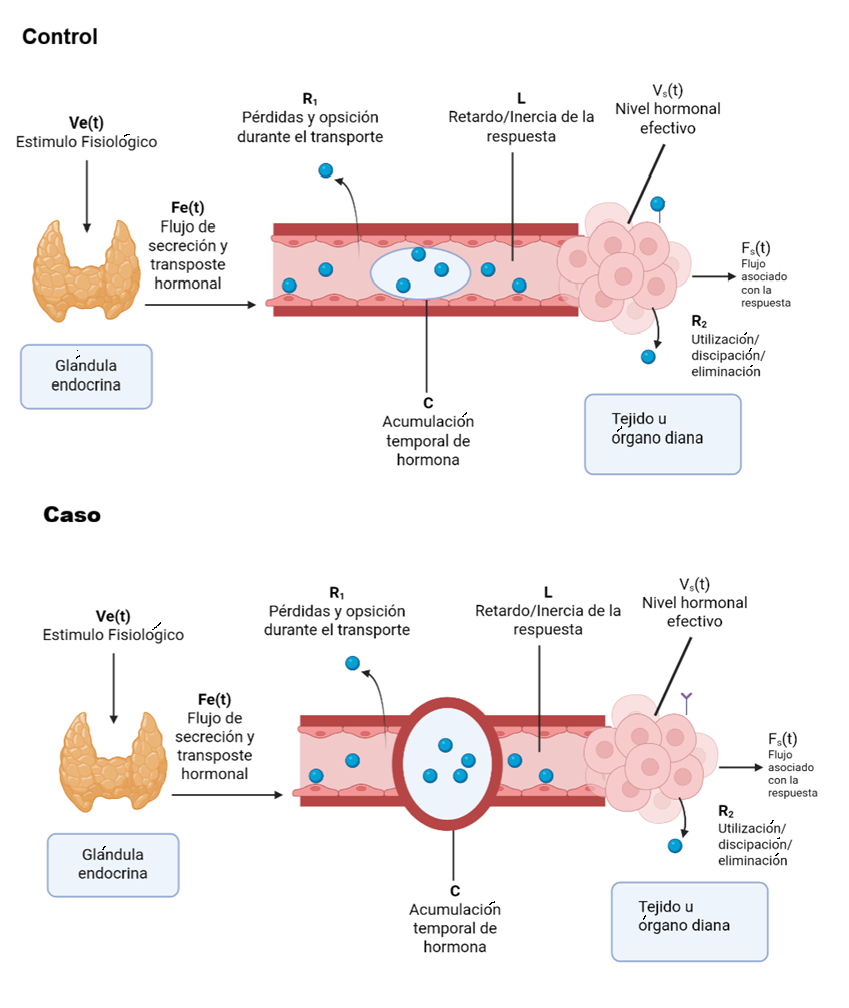 Control
Ve(t)
Estimulo Fisiológico
Fe(t)
Flujo de
secreción y
transposte
hormonal
Glándula
endocrina
R₁
Pérdidas y opsición
durante el transporte
L
Retardo/Inercia de la
respuesta
Vₛ(t)
Nivel hormonal
efectivo
Fₛ(t)
Flujo
asociado
con la
respuesta
R₂
Utilización/
discipación/
eliminación
C
Acumulación
temporal de
hormona
Tejido u
órgano diana
Caso
Ve(t)
Estimulo Fisiológico
Fe(t)
Flujo de
secreción y
transposte
hormonal
Glándula
endocrina
R₁
Pérdidas y opsición
durante el transporte
L
Retardo/Inercia de la
respuesta
Vₛ(t)
Nivel hormonal
efectivo
Fₛ(t)
Flujo
asociado
con la
respuesta
R₂
Utilización/
discipación/
eliminación
C
Acumulación
temporal de
hormona
Tejido u
órgano diana